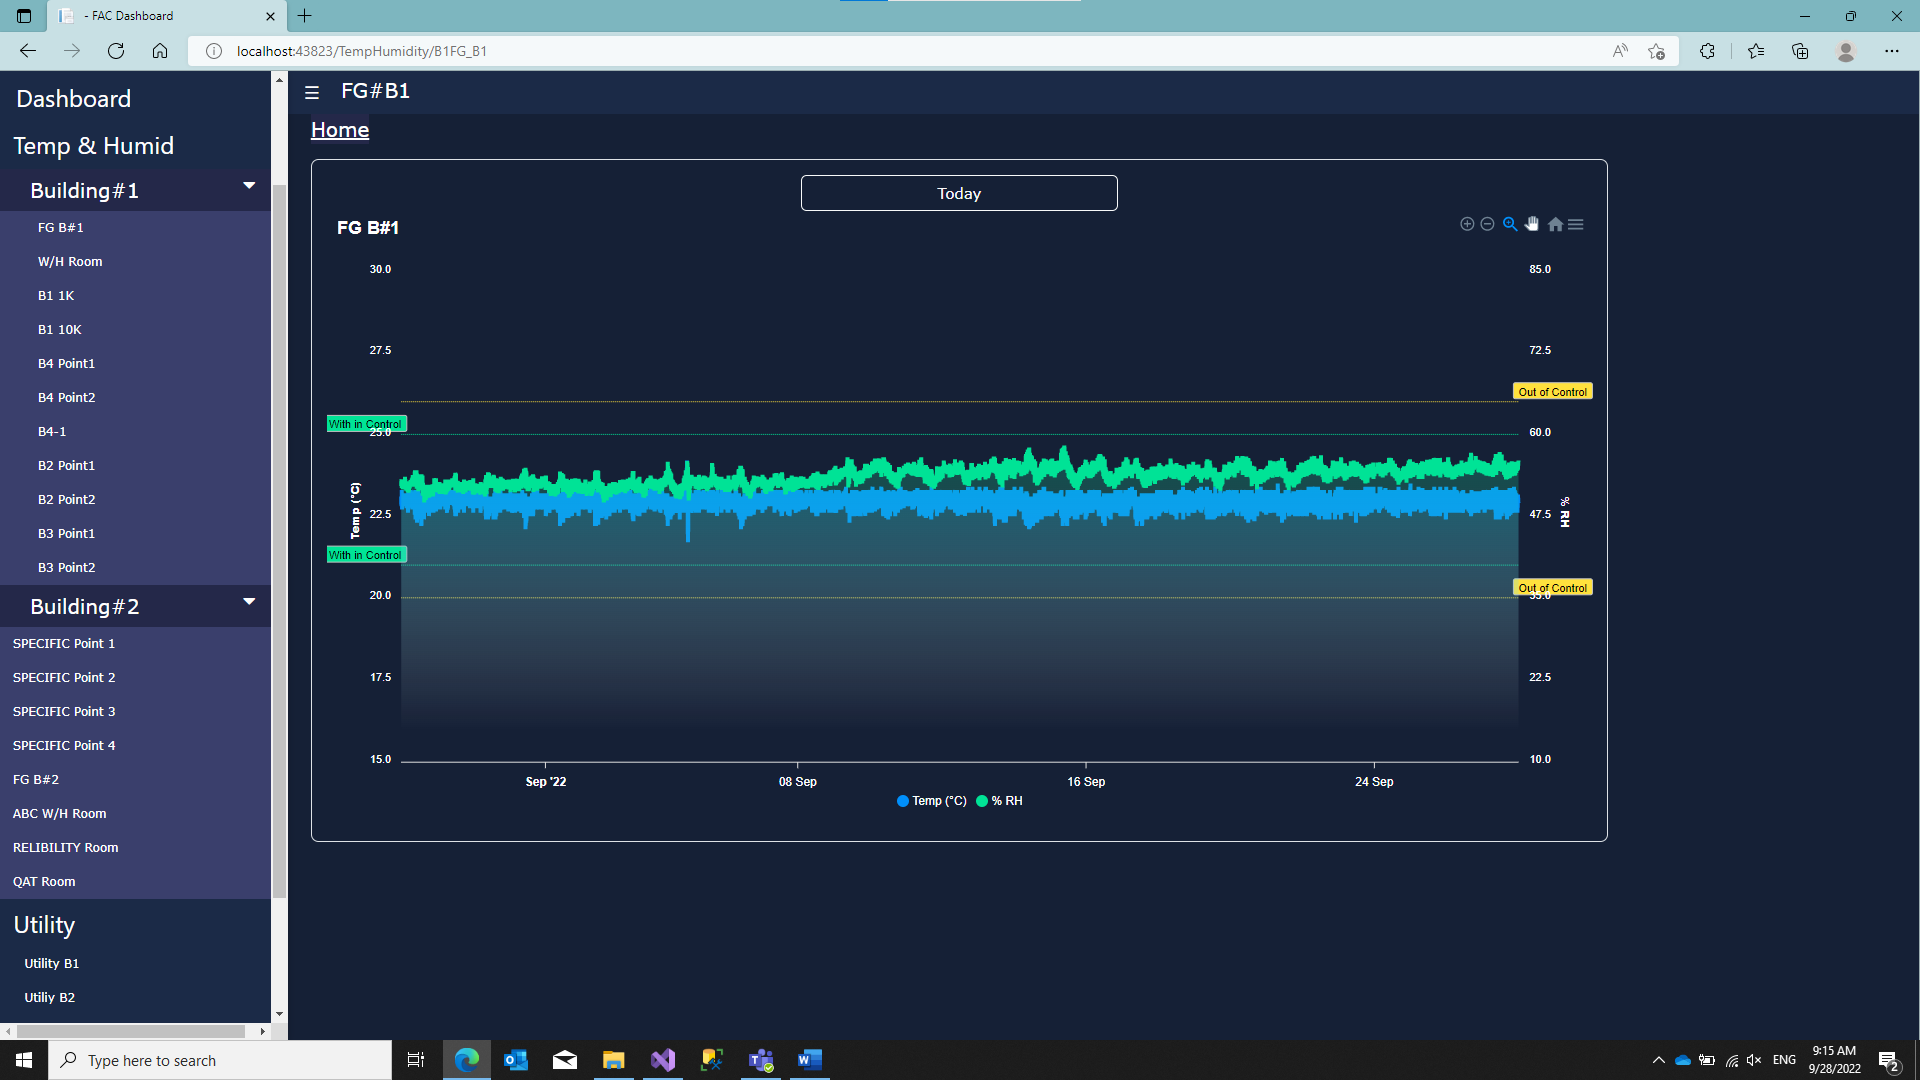 - FAC Dashboard
localhost:43823/TempHumidity/B1FG_B1
Dashboard
Temp & Humid
Building#1
FG B#1
W/H Room
B1 1K
B1 10K
B4 Point1
B4 Point2
B4-1
B2 Point1
B2 Point2
B3 Point1
B3 Point2
Building#2
SPECIFIC Point 1
SPECIFIC Point 2
SPECIFIC Point 3
SPECIFIC Point 4
FG B#2
ABC W/H Room
RELIBILITY Room
QAT Room
Utility
Utility B1
Utiliy B2
FG#B1
Home
Today
FG B#1
30.0
27.5
With in Control
25.0
22.5
With in Control
20.0
17.5
15.0
Temp (°C)
85.0
72.5
Out of Control
60.0
47.5
Out of Control
35.0
22.5
10.0
% RH
Sep '22
08 Sep
16 Sep
24 Sep
Temp (°C) % RH
Type here to search
ENG
9:15 AM
9/28/2022
2